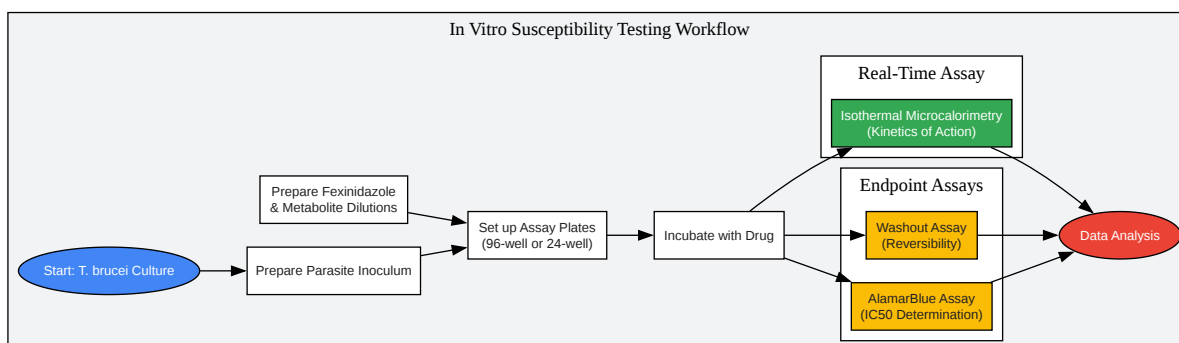 In Vitro Susceptibility Testing Workflow
Real-Time Assay
Isothermal Microcalorimetry
(Kinetics of Action)
Endpoint Assays
Prepare Fexinidazole
& Metabolite Dilutions
Set up Assay Plates
(96-well or 24-well)
Incubate with Drug
Washout Assay
(Reversibility)
Data Analysis
Start: T. brucei Culture
Prepare Parasite Inoculum
AlamarBlue Assay
(IC50 Determination)